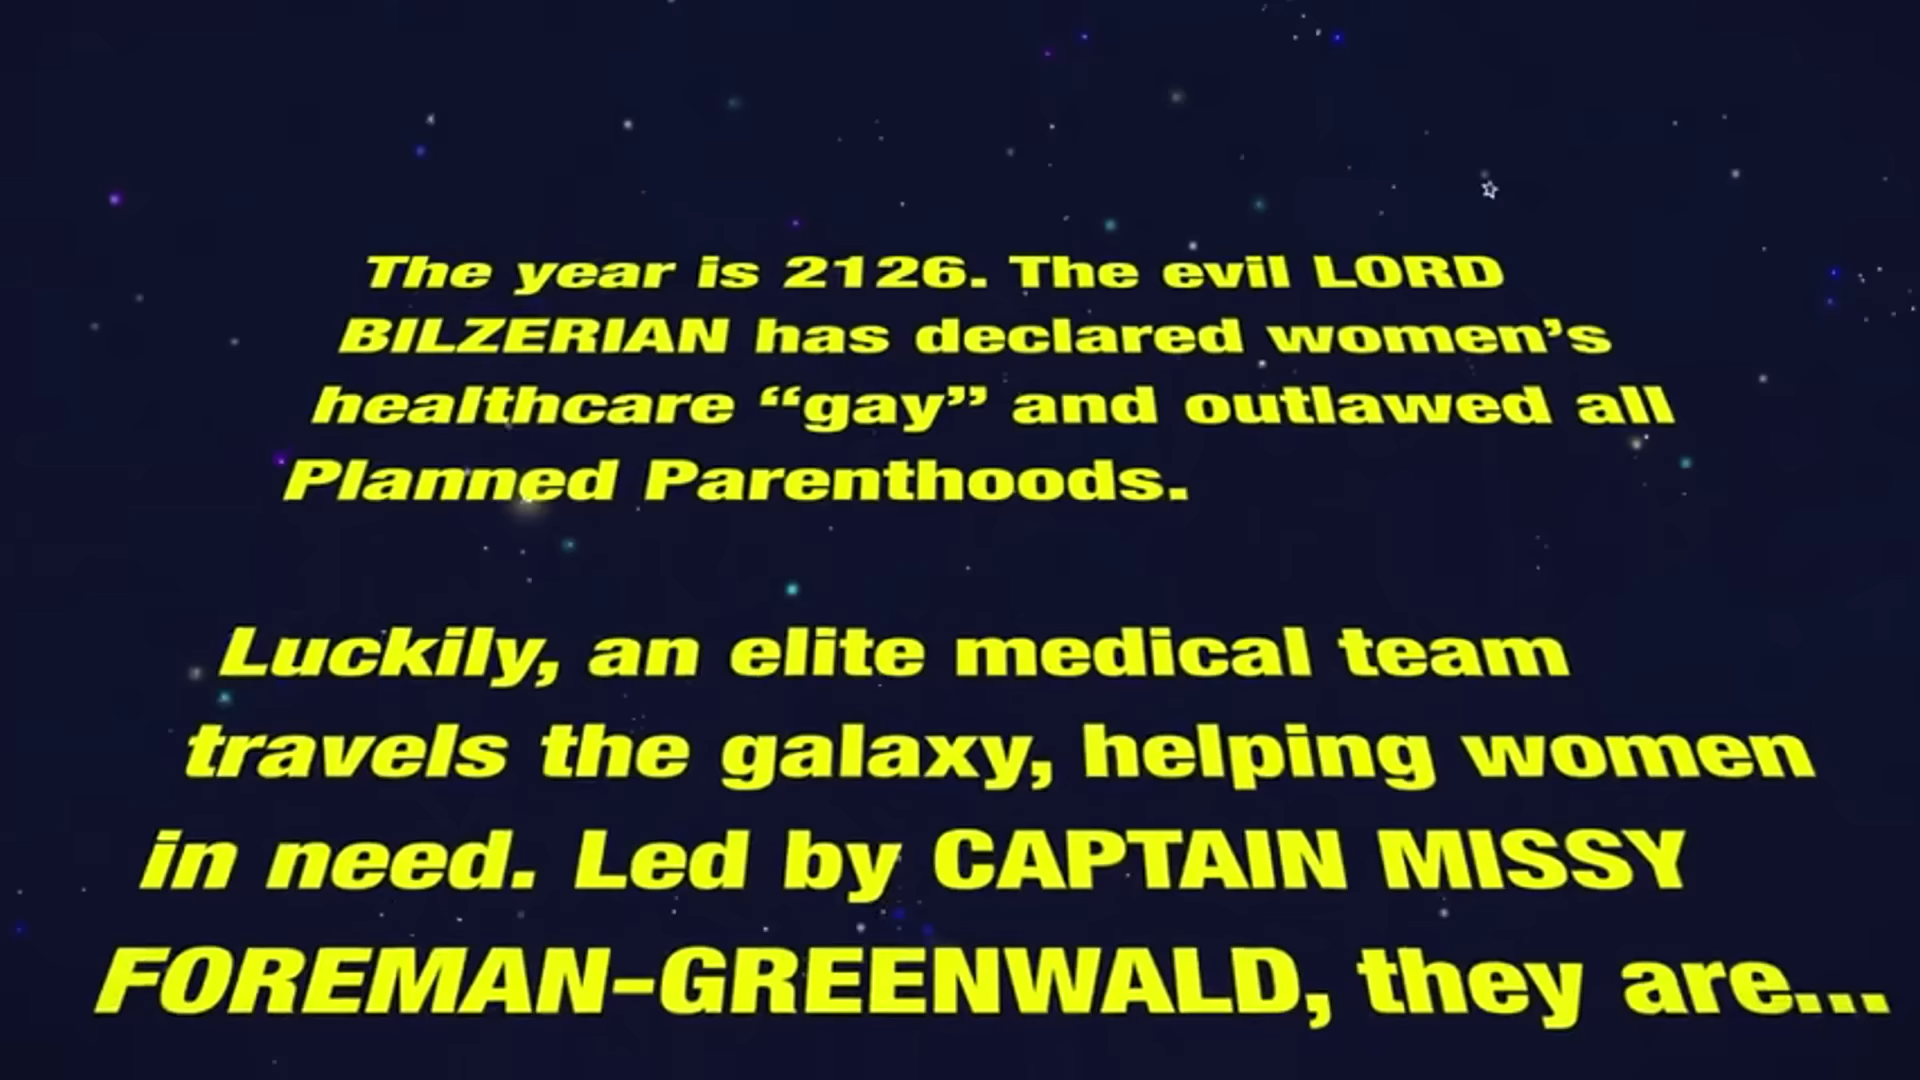 The year is 2126. The evil LORD
BILZERIAN has declared women’s
healthcare “gay” and outlawed all
Planned Parenthoods.
Luckily, an elite medical team
travels the galaxy, helping women
in need. Led by CAPTAIN MISSY
FOREMAN-GREENWALD, they are...